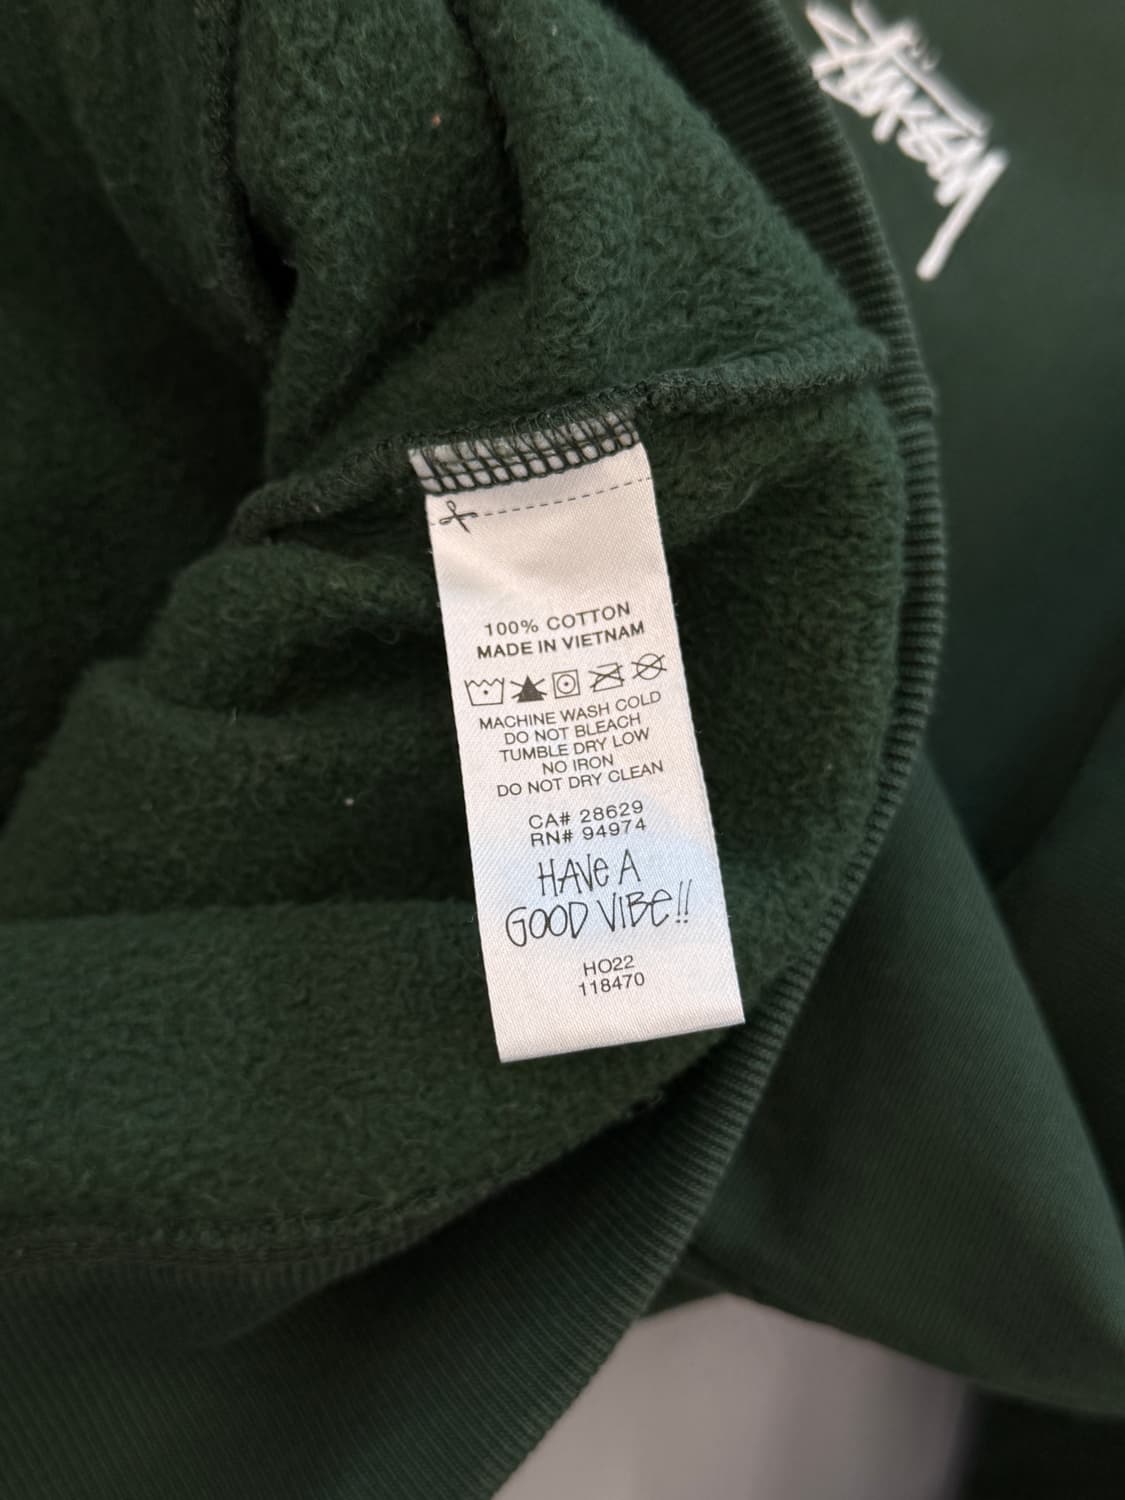 STÜSSY
100% COTTON
MADE IN VIETNAM
MACHINE WASH COLD
DO NOT BLEACH
TUMBLE DRY LOW
NO IRON
DO NOT DRY CLEAN
CA# 28629
RN# 94974
HAVE A
GOOD VIBE!!
HO22
118470